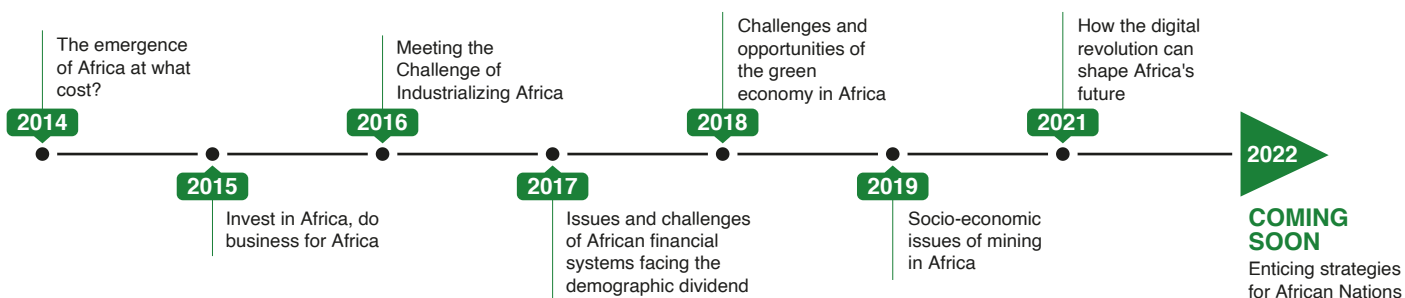 2014
The emergence
of Africa at what
cost?
2015
Invest in Africa, do
business for Africa
2016
Meeting the
Challenge of
Industrializing Africa
2017
Issues and challenges
of African financial
systems facing the
demographic dividend
2018
Challenges and
opportunities of
the green
economy in Africa
2019
Socio-economic
issues of mining
in Africa
2021
How the digital
revolution can
shape Africa's
future
2022
COMING
SOON
Enticing strategies
for African Nations